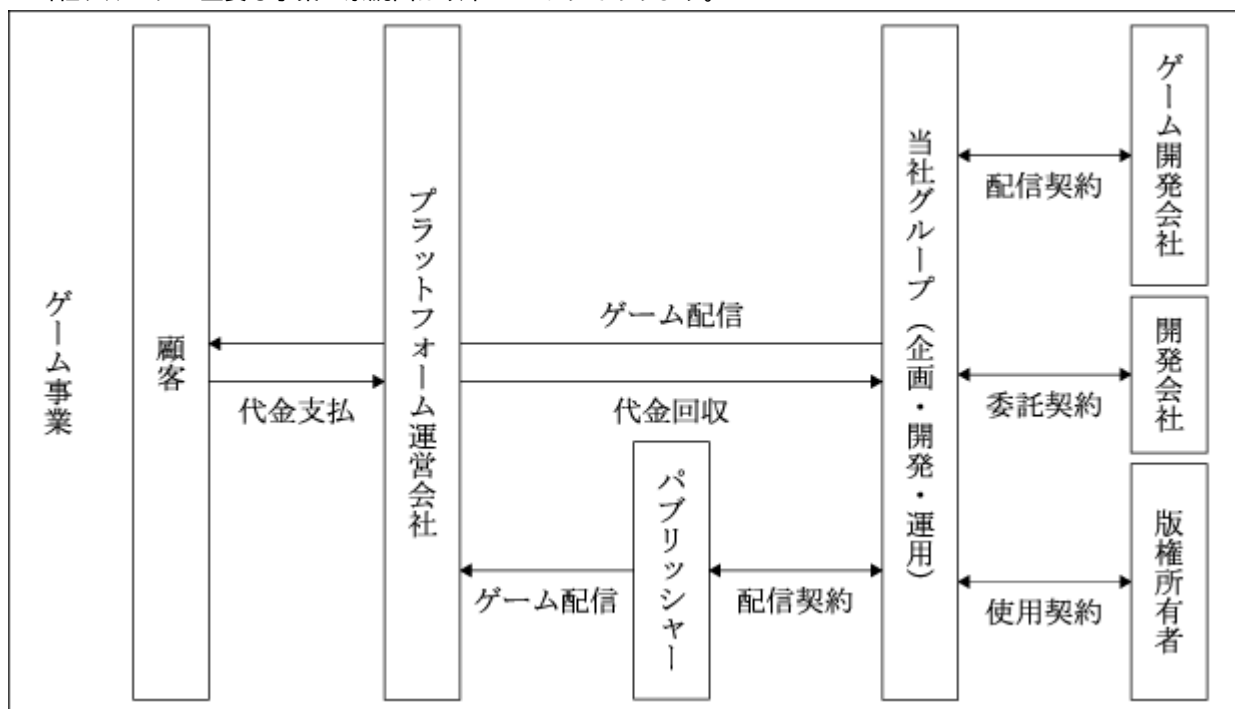 ゲーム事業
顧客
代金支払
プラットフォーム運営会社
ゲーム配信
代金回収
ゲーム配信
パブリッシャー
配信契約
当社グループ（企画・開発・運用）
配信契約
委託契約
使用契約
ゲーム開発会社
開発会社
版権所有者